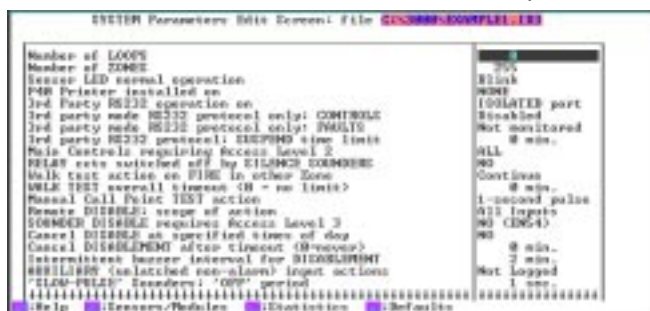 SYSTEM Parameters Edit Screen: file
Number of LOOPS
Number of ZONES 255
Sensor LED normal operation Blink
Printer installed on NONE
3rd Party RS232 operation on ISOLATED port
3rd party mode RS232 protocol only: CONTROLS Disabled
3rd party mode RS232 protocol only: FAULTS Not monitored
3rd party RS232 protocol: SUSPEND time limit 0 min.
Main Controls requiring Access Level 2 ALL
RELAY switched off by SILENCE SOUNDERS NO
Walk test action on FIRE in other Zone Continue
WALK TEST overall timeout (0 = no limit) 0 min.
Manual Call Point TEST action 1-second pulse
Remote DISABLE: scope of action All Inputs
SOUNDER DISABLE requires Access Level 3 NO (EN54)
Cancel DISABLE at specified times of day NO
Cancel DISABLEMENT after timeout (0=never) 0 min.
Intermittent buzzer interval for DISABLEMENT 2 min.
AUXILIARY (unlatched non-alarm) input actions Not Logged
'SLOW-PULSE' Sounders: 'OFF' period 1 sec.
:Help :Sensors/Modules :Statistics :Defaults